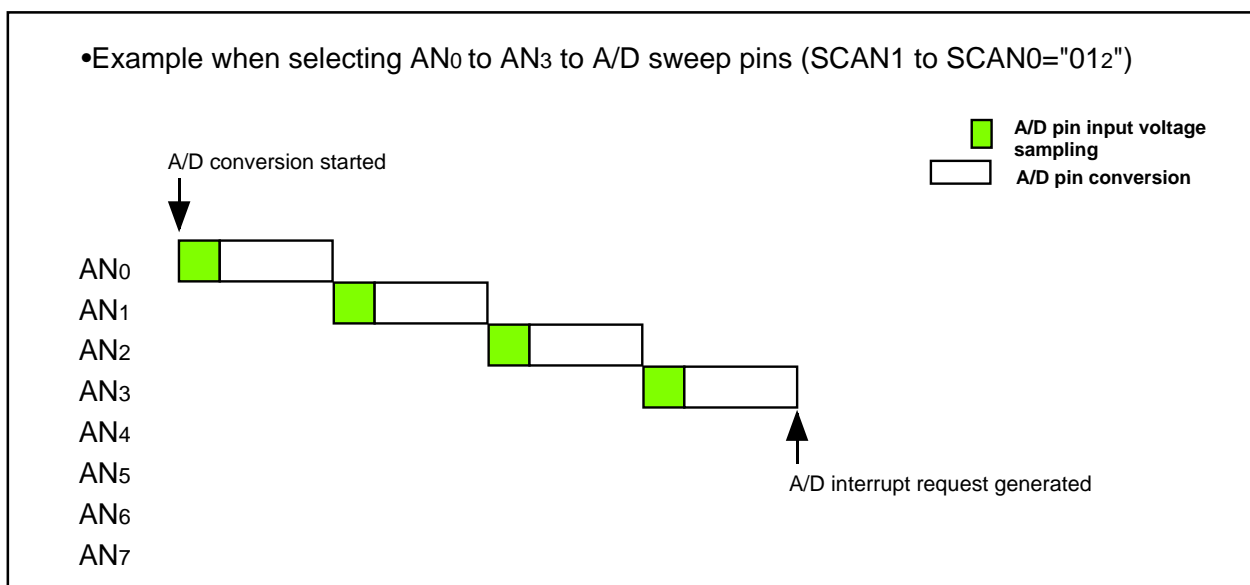 •Example when selecting AN0 to AN3 to A/D sweep pins (SCAN1 to SCAN0="012")
A/D pin input voltage
sampling
A/D conversion started
A/D pin conversion
AN0
AN1
AN2
AN3
AN4
AN5
A/D interrupt request generated
AN6
AN7